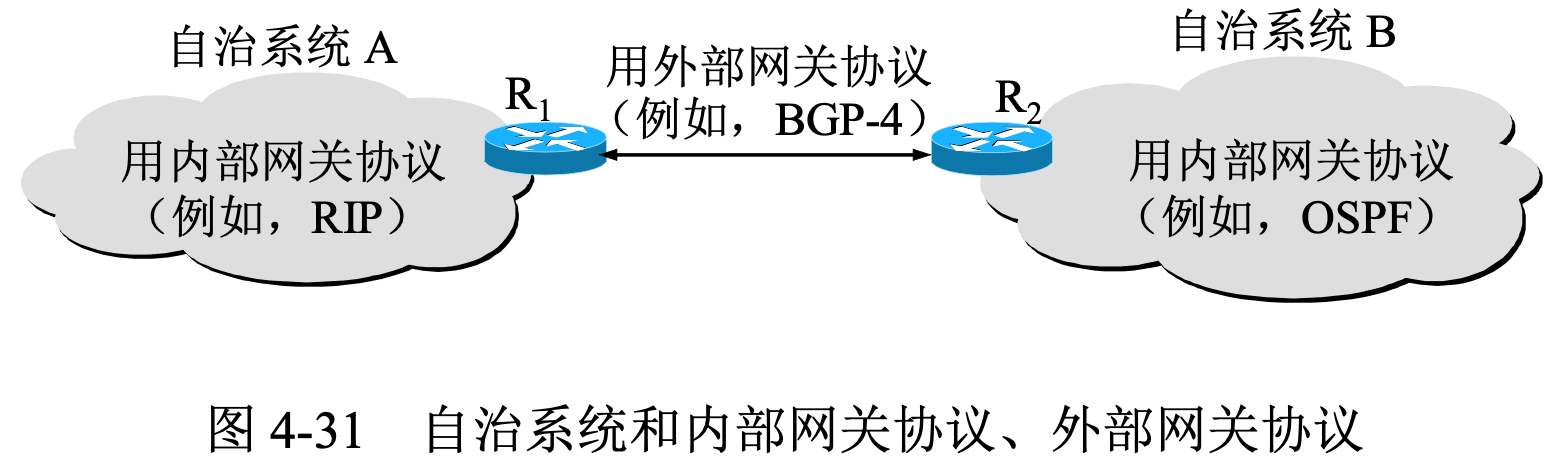 自治系统 A
用内部网关协议
（例如，RIP）
R1
用外部网关协议
（例如，BGP-4）
R2
自治系统 B
用内部网关协议
（例如，OSPF）
图 4-31 自治系统和内部网关协议、外部网关协议